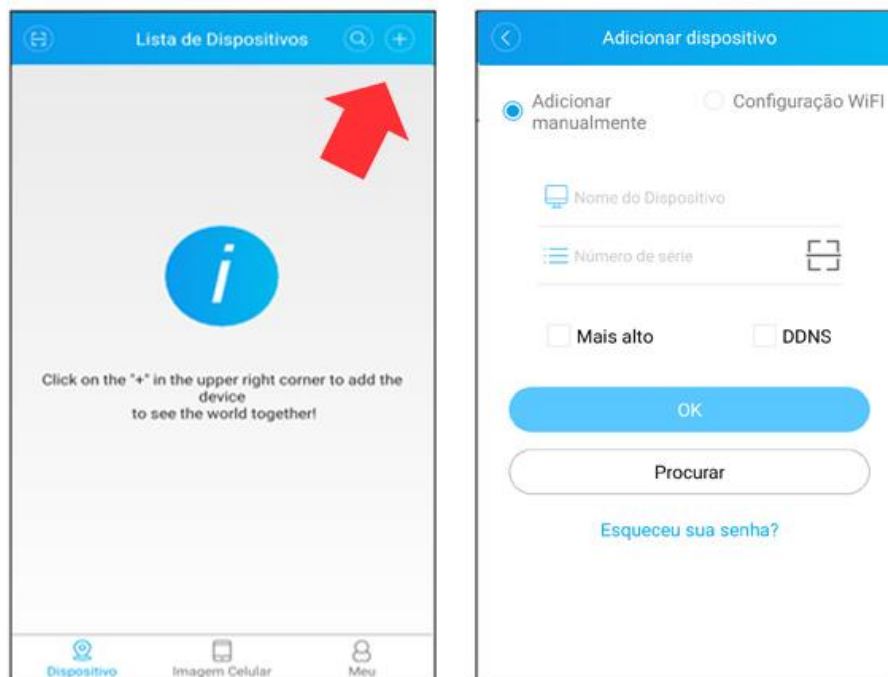 Lista de Dispositivos
i
Click on the "+" in the upper right corner to add the
device
to see the world together!
Dispositivo
Imagem Celular
Meu
Adicionar dispositivo
Adicionar
manualmente
Configuração WiFI
Nome do Dispositivo
Número de série
Mais alto
DDNS
OK
Procurar
Esqueceu sua senha?